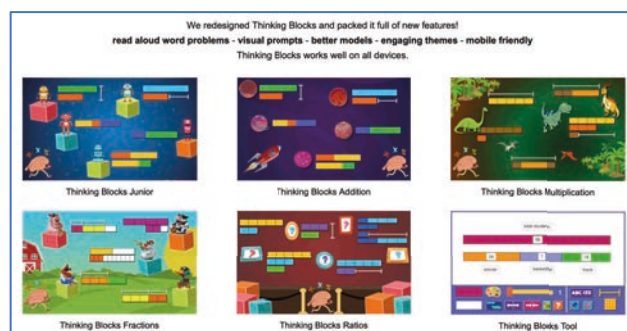 We redesigned Thinking Blocks and packed it full of new features!
read aloud word problems - visual prompts - better models - engaging themes - mobile friendly
Thinking Blocks works well on all devices.
Thinking Blocks Junior
Thinking Blocks Addition
Thinking Blocks Multiplication
Thinking Blocks Fractions
Thinking Blocks Ratios
Thinking Blocks Tool